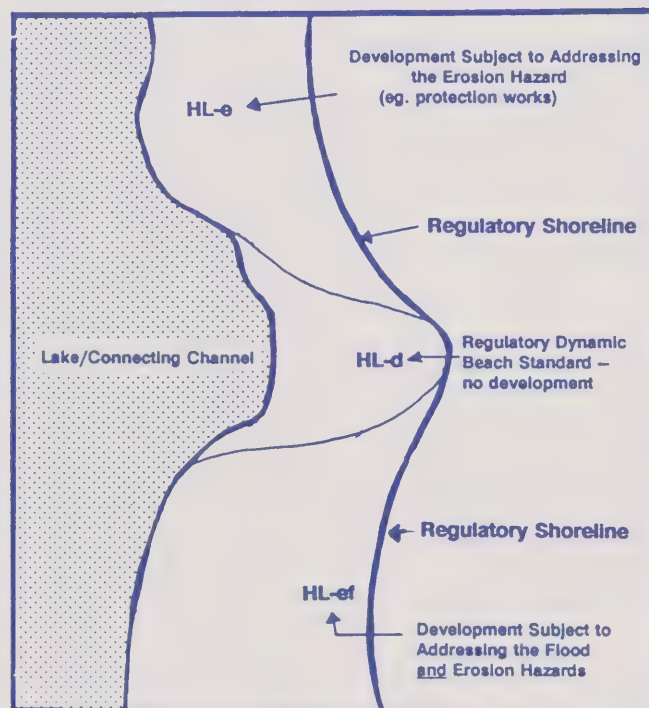 Development Subject to Addressing
the Erosion Hazard
(eg. protection works)
HL-e
Regulatory Shoreline
Lake/Connecting Channel
HL-d
Regulatory Dynamic
Beach Standard –
no development
Regulatory Shoreline
HL-ef
Development Subject to
Addressing the Flood
and Erosion Hazards